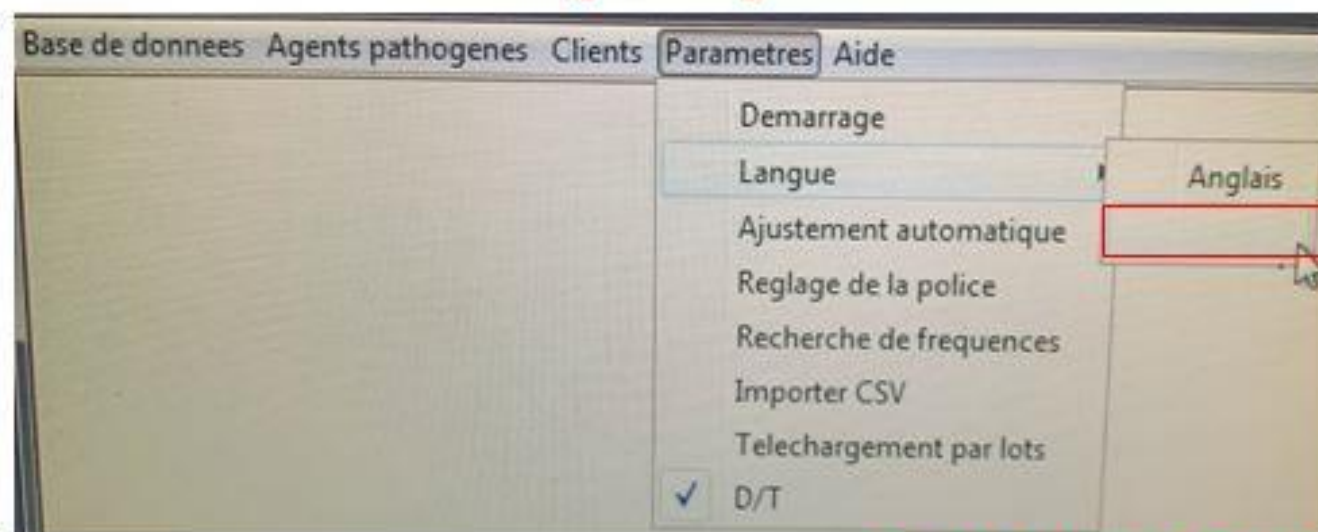 Base de donnees Agents pathogenes Clients Parametres Aide
Demarrage
Langue
Anglais
Ajustement automatique
Reglage de la police
Recherche de frequences
Importer CSV
Telechargement par lots
✓ D/T